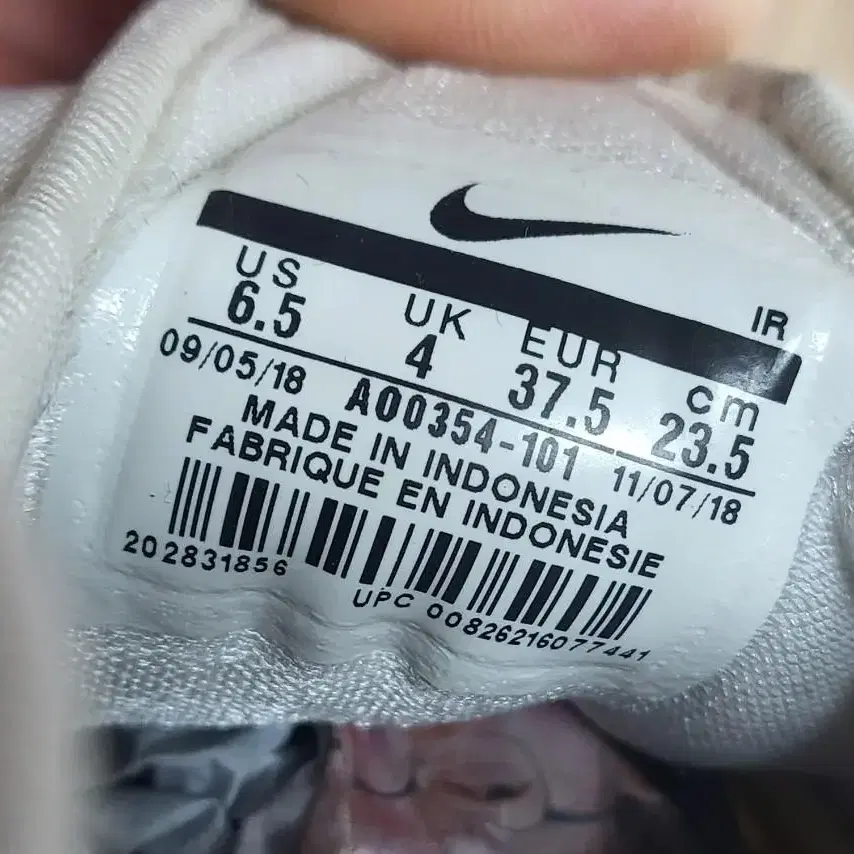 IR
US UK EUR cm
6.5 4 37.5 23.5
09/05/18 AO0354-101 11/07/18
MADE IN INDONESIA
FABRIQUE EN INDONESIE
202831856
UPC 00826216077441